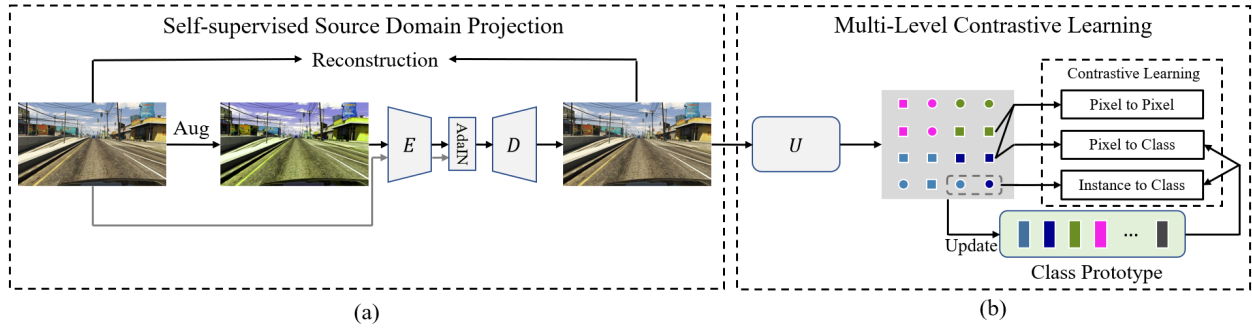 Self-supervised Source Domain Projection
Reconstruction
Aug
E
AdaIN
D
(a)
Multi-Level Contrastive Learning
U
Contrastive Learning
Pixel to Pixel
Pixel to Class
Instance to Class
Update
...
Class Prototype
(b)